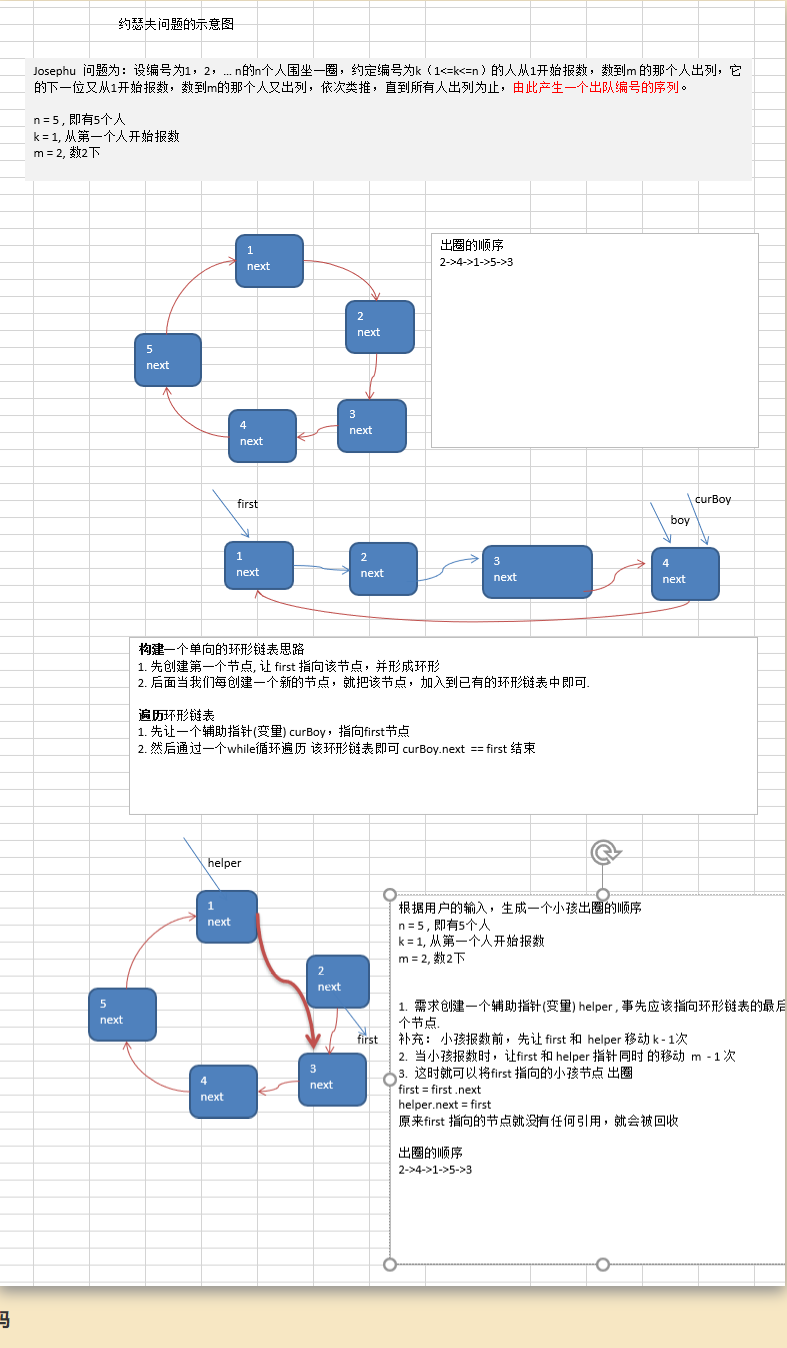 约瑟夫问题的示意图
Josephu 问题为：设编号为1，2，... n的n个人围坐一圈，约定编号为k（1<=k<=n）的人从1开始报数，数到m 的那个人出列，它
的下一位又从1开始报数，数到m的那个人又出列，依次类推，直到所有人出列为止，由此产生一个出队编号的序列。
n = 5 , 即有5个人
k = 1, 从第一个人开始报数
m = 2, 数2下
1
next
2
next
5
next
3
next
4
next
出圈的顺序
2->4->1->5->3
first
curBoy
boy
1
next
2
next
3
next
4
next
构建一个单向的环形链表思路
1. 先创建第一个节点, 让 first 指向该节点，并形成环形
2. 后面当我们每创建一个新的节点，就把该节点，加入到已有的环形链表中即可.
遍历环形链表
1. 先让一个辅助指针(变量) curBoy，指向first节点
2. 然后通过一个while循环遍历 该环形链表即可 curBoy.next == first 结束
helper
1
next
2
next
first
5
next
3
next
4
next
根据用户的输入，生成一个小孩出圈的顺序
n = 5 , 即有5个人
k = 1, 从第一个人开始报数
m = 2, 数2下
1. 需求创建一个辅助指针(变量) helper , 事先应该指向环形链表的最后
个节点.
补充： 小孩报数前，先让 first 和 helper 移动 k - 1次
2. 当小孩报数时，让first 和 helper 指针同时 的移动 m - 1 次
3. 这时就可以将first 指向的小孩节点 出圈
first = first .next
helper.next = first
原来first 指向的节点就没有任何引用，就会被回收
出圈的顺序
2->4->1->5->3
码